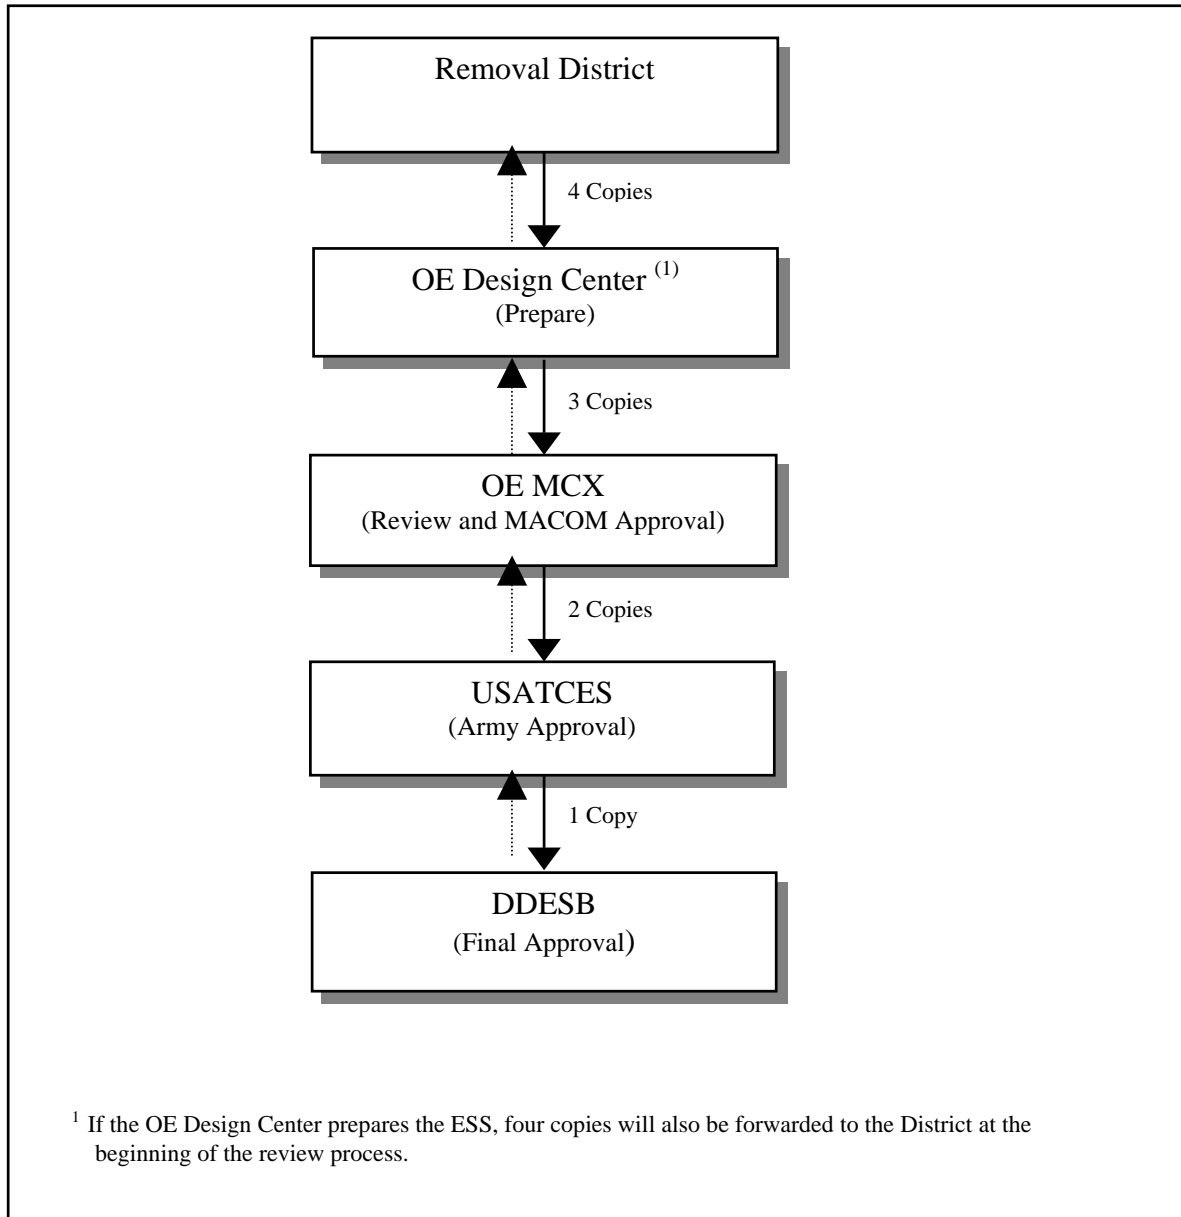 Removal District
4 Copies
OE Design Center (1)
(Prepare)
3 Copies
OE MCX
(Review and MACOM Approval)
2 Copies
USATCES
(Army Approval)
1 Copy
DDESB
(Final Approval)
1 If the OE Design Center prepares the ESS, four copies will also be forwarded to the District at the
beginning of the review process.